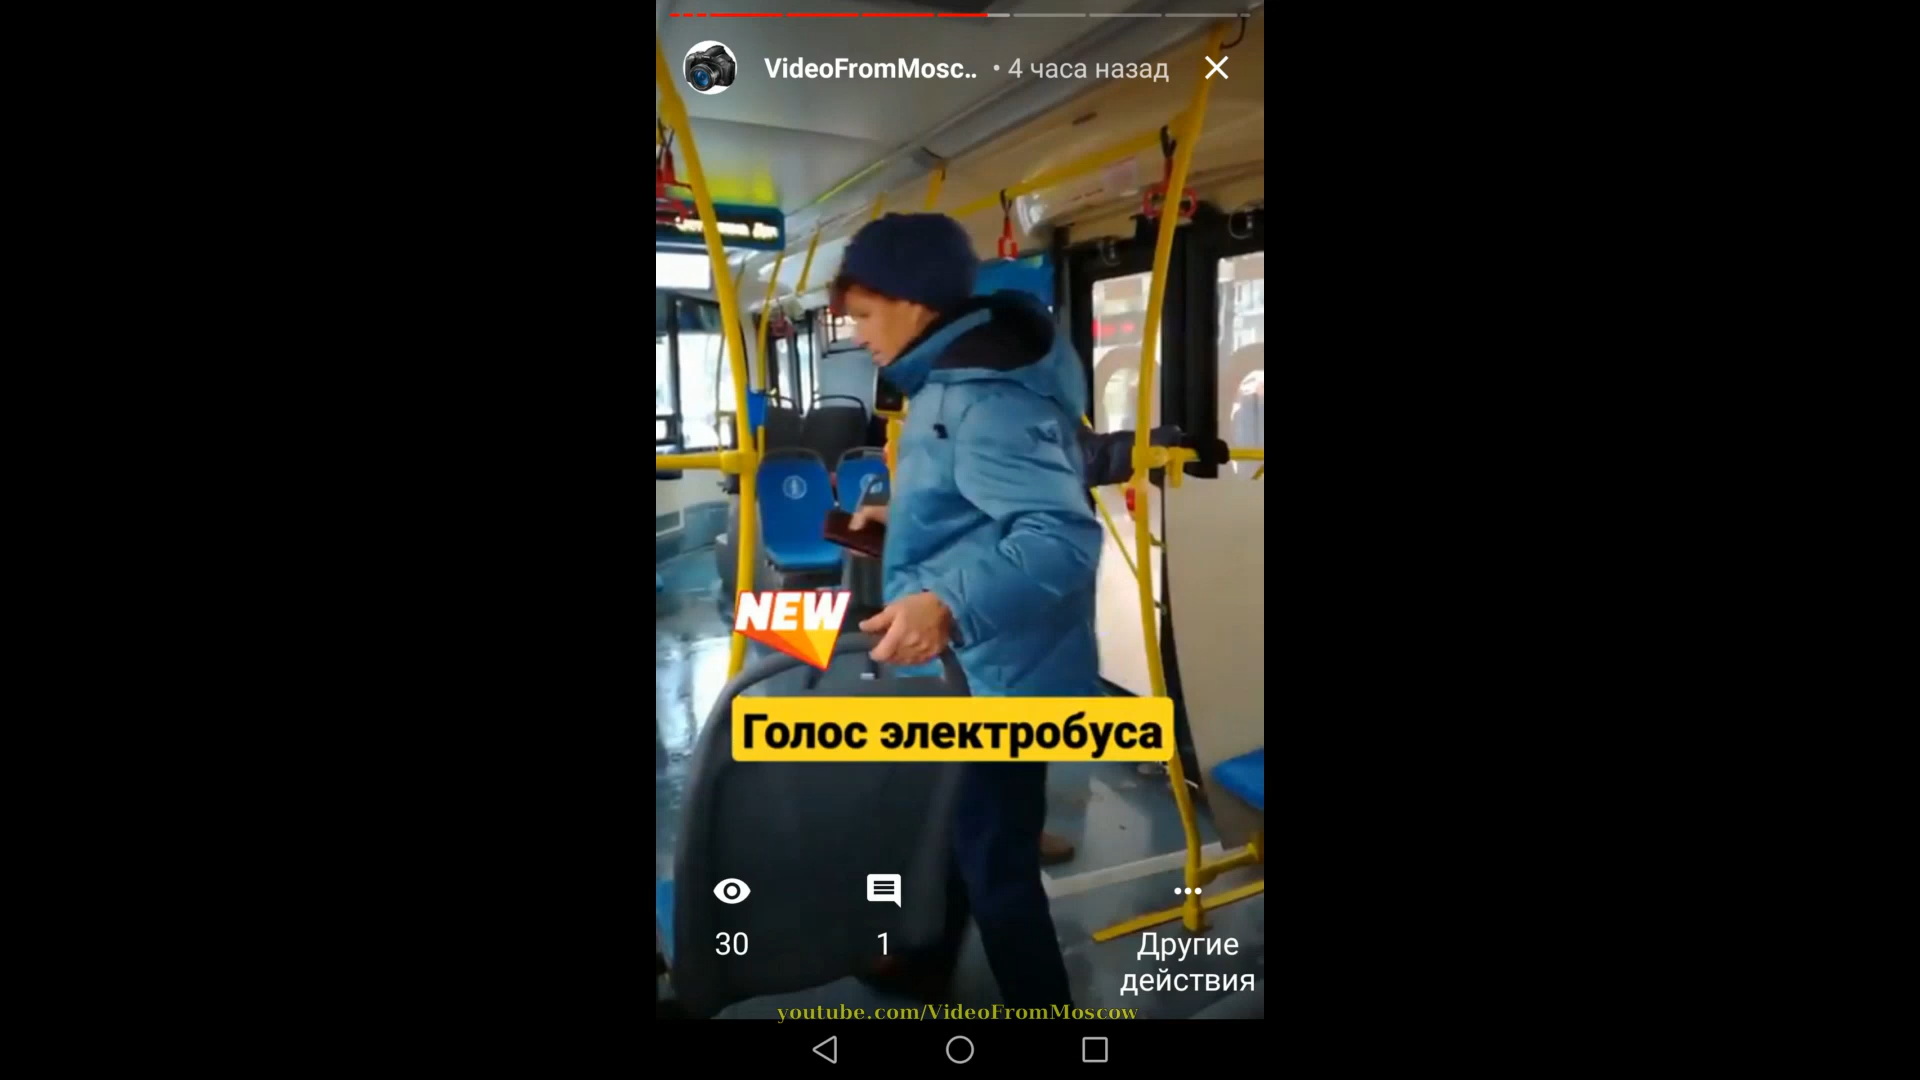 VideoFromMosc.. • 4 часа назад
NEW
Голос электробуса
30
1
Другие
действия
youtube.com/VideoFromMoscow